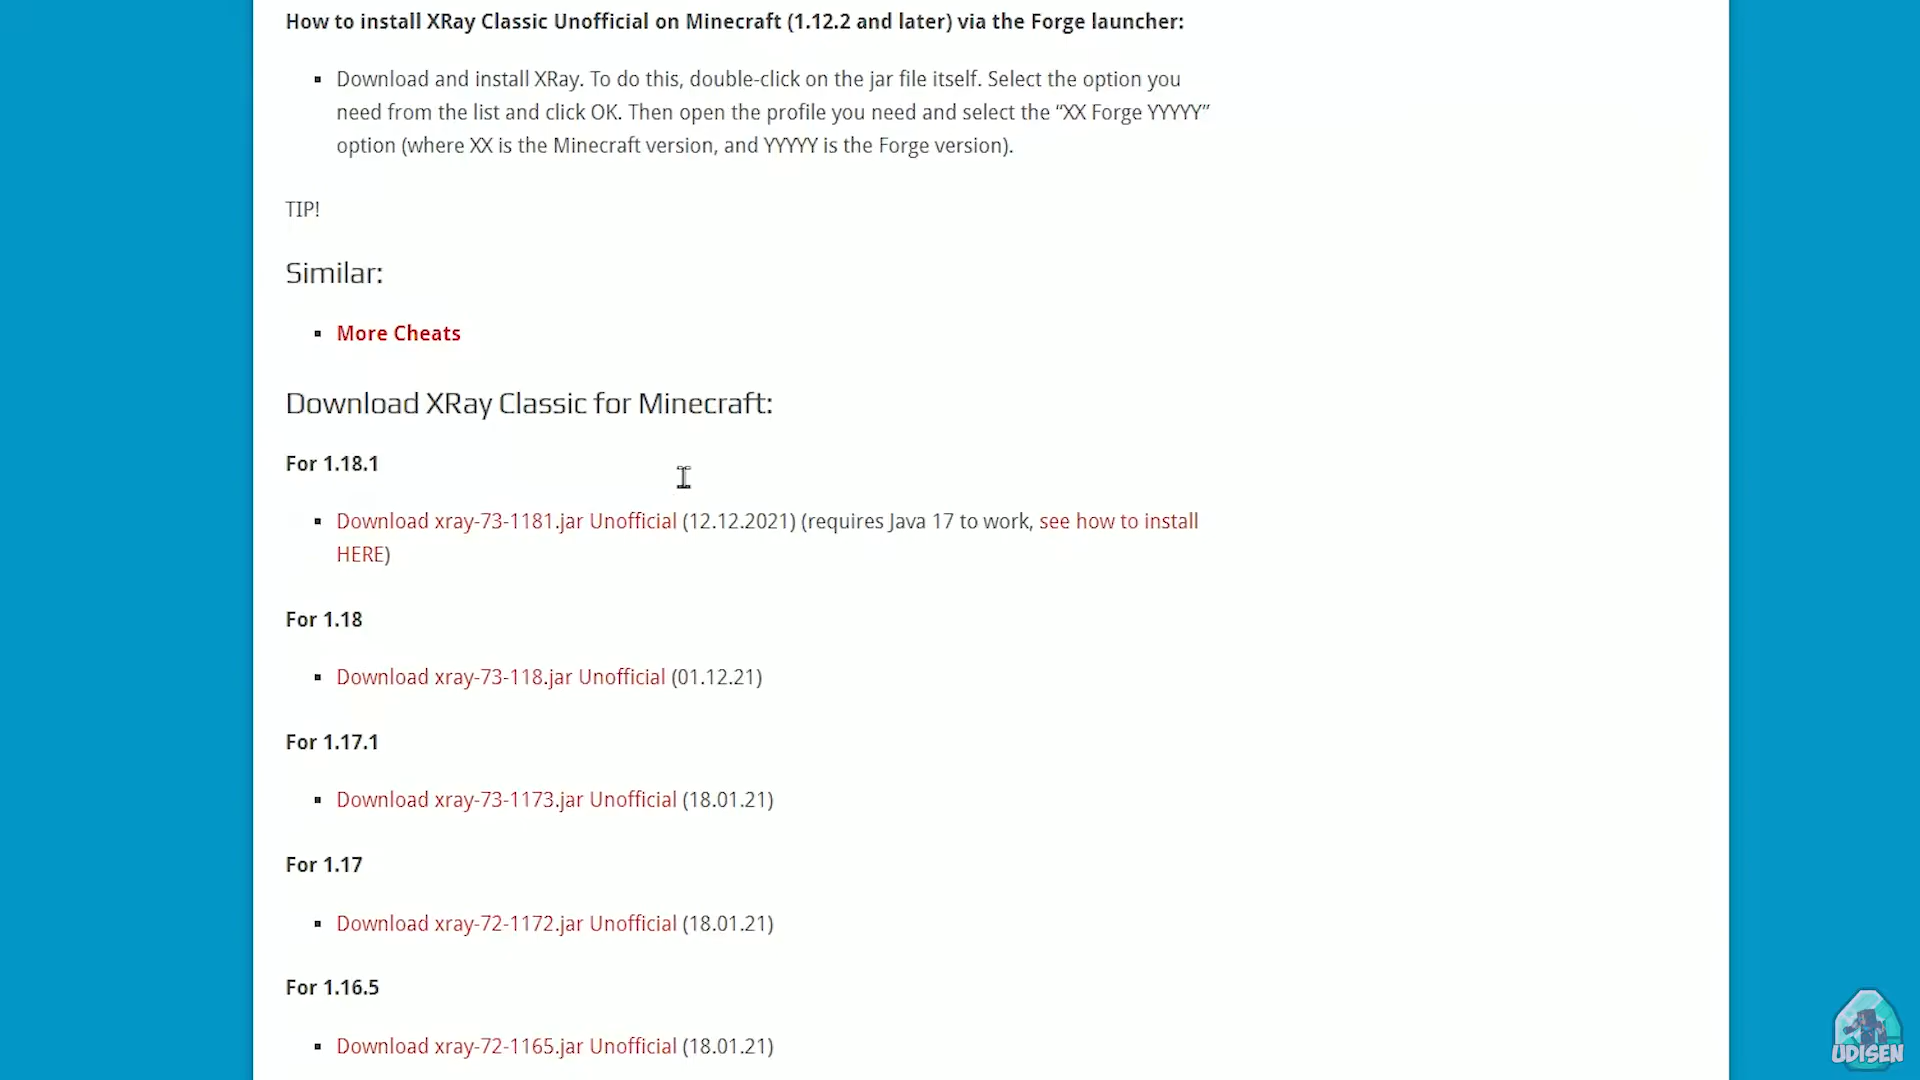 How to install XRay Classic Unofficial on Minecraft (1.12.2 and later) via the Forge launcher:
Download and install XRay. To do this, double-click on the jar file itself. Select the option you
need from the list and click OK. Then open the profile you need and select the “XX Forge YYYYY”
option (where XX is the Minecraft version, and YYYYY is the Forge version).
TIP!
Similar:
More Cheats
Download XRay Classic for Minecraft:
For 1.18.1
Download xray-73-1181.jar Unofficial (12.12.2021) (requires Java 17 to work, see how to install
HERE)
For 1.18
Download xray-73-118.jar Unofficial (01.12.21)
For 1.17.1
Download xray-73-1173.jar Unofficial (18.01.21)
For 1.17
Download xray-72-1172.jar Unofficial (18.01.21)
For 1.16.5
Download xray-72-1165.jar Unofficial (18.01.21)
UDISEN